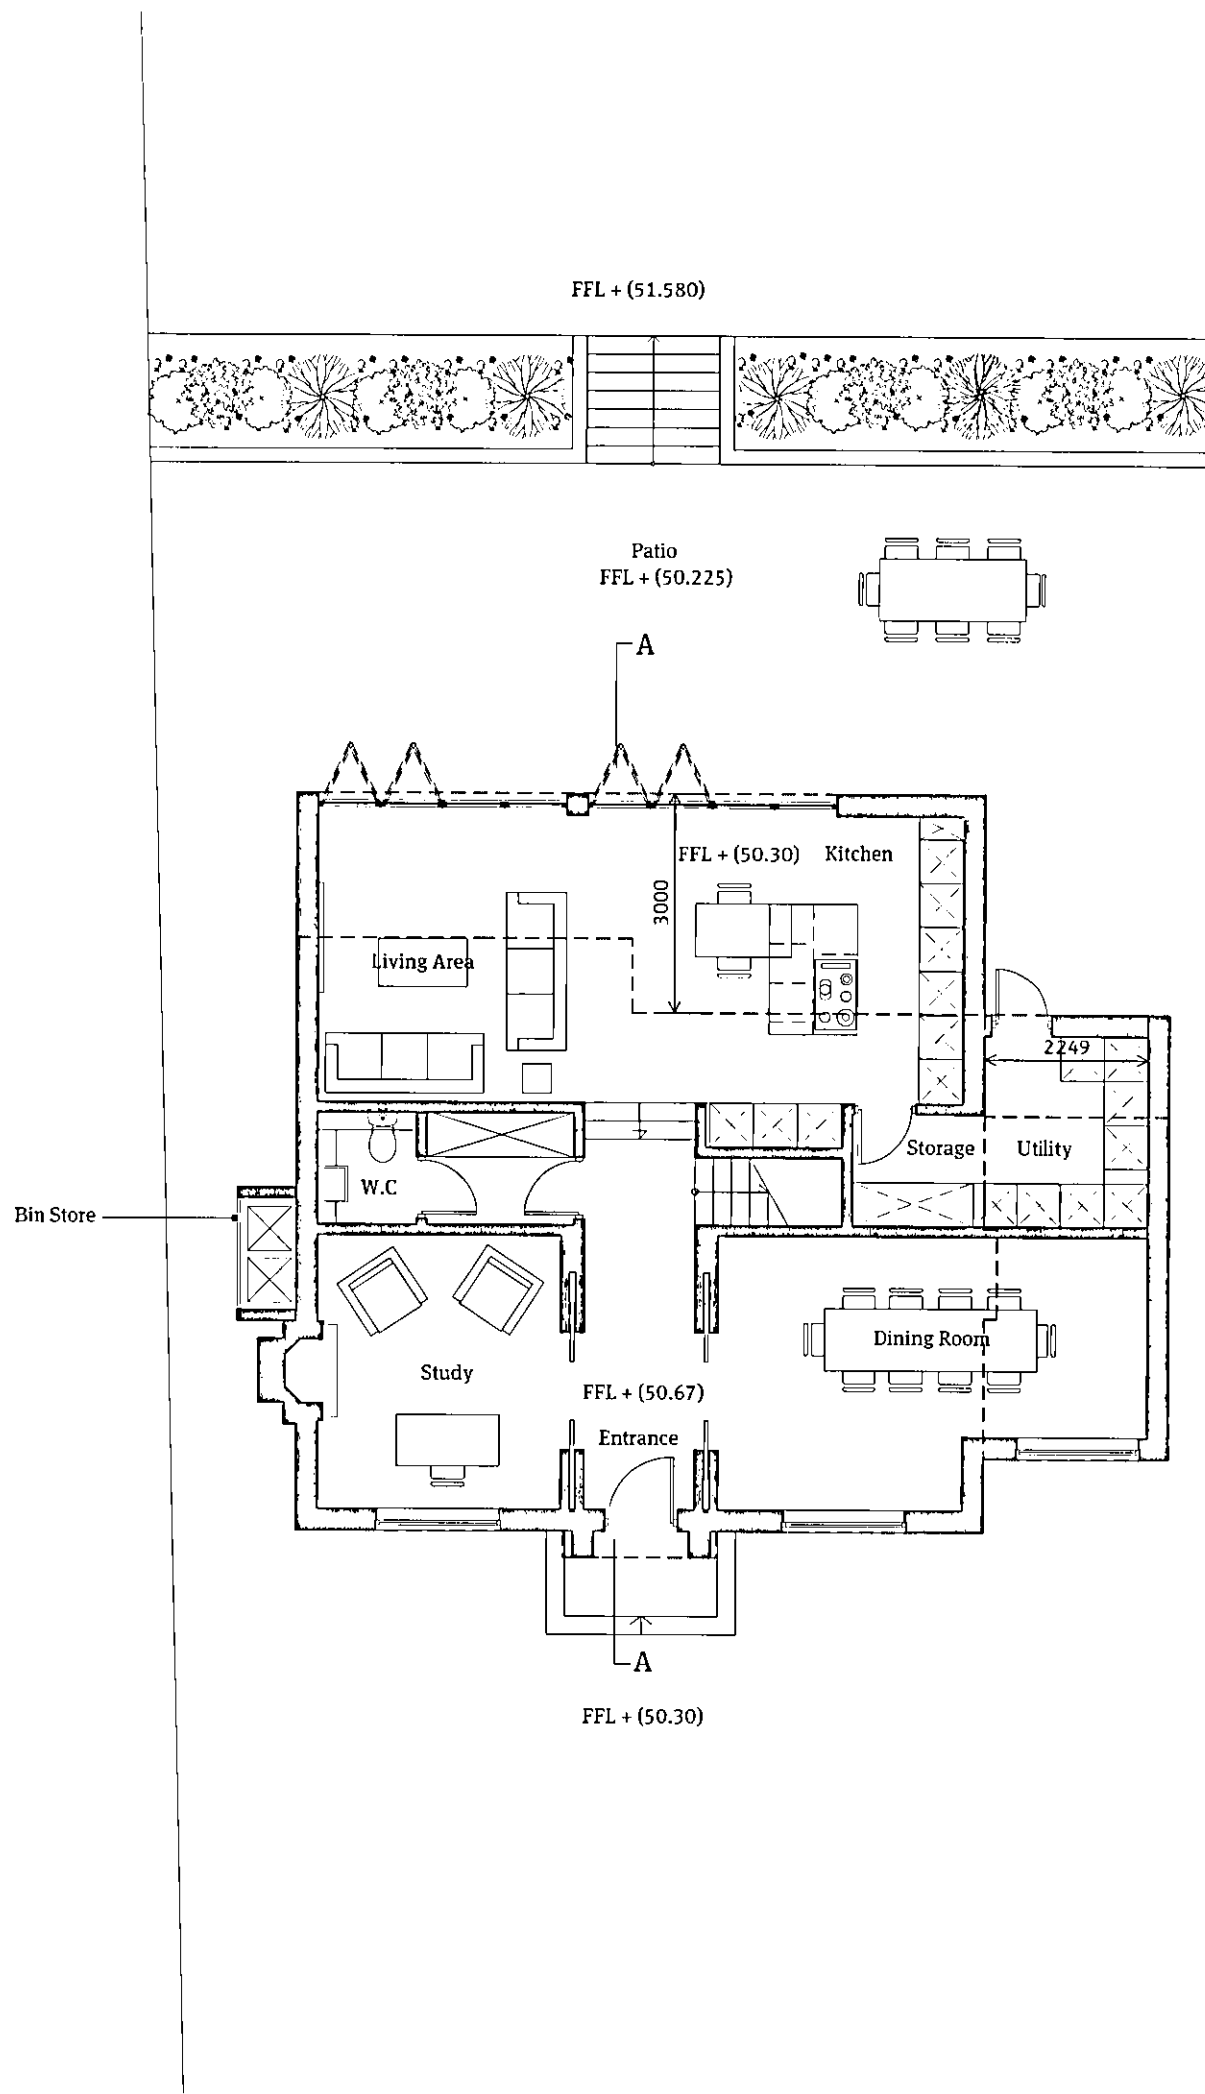 FFL + (51.580)
Patio
FFL + (50.225)
A
FFL + (50.30)
Kitchen
3000
Living Area
2249
Storage
Utility
W.C
Bin Store
Dining Room
Study
FFL + (50.67)
Entrance
A
FFL + (50.30)